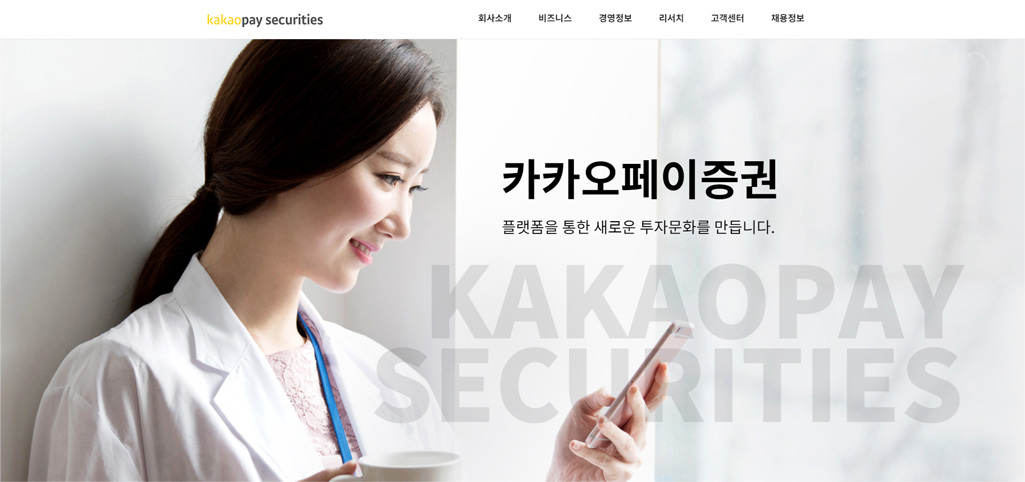 kakaopay securities
회사소개 비즈니스 경영정보 리서치 고객센터 채용정보
카카오페이증권
플랫폼을 통한 새로운 투자문화를 만듭니다.
KAKAOPAY
SECURITIES